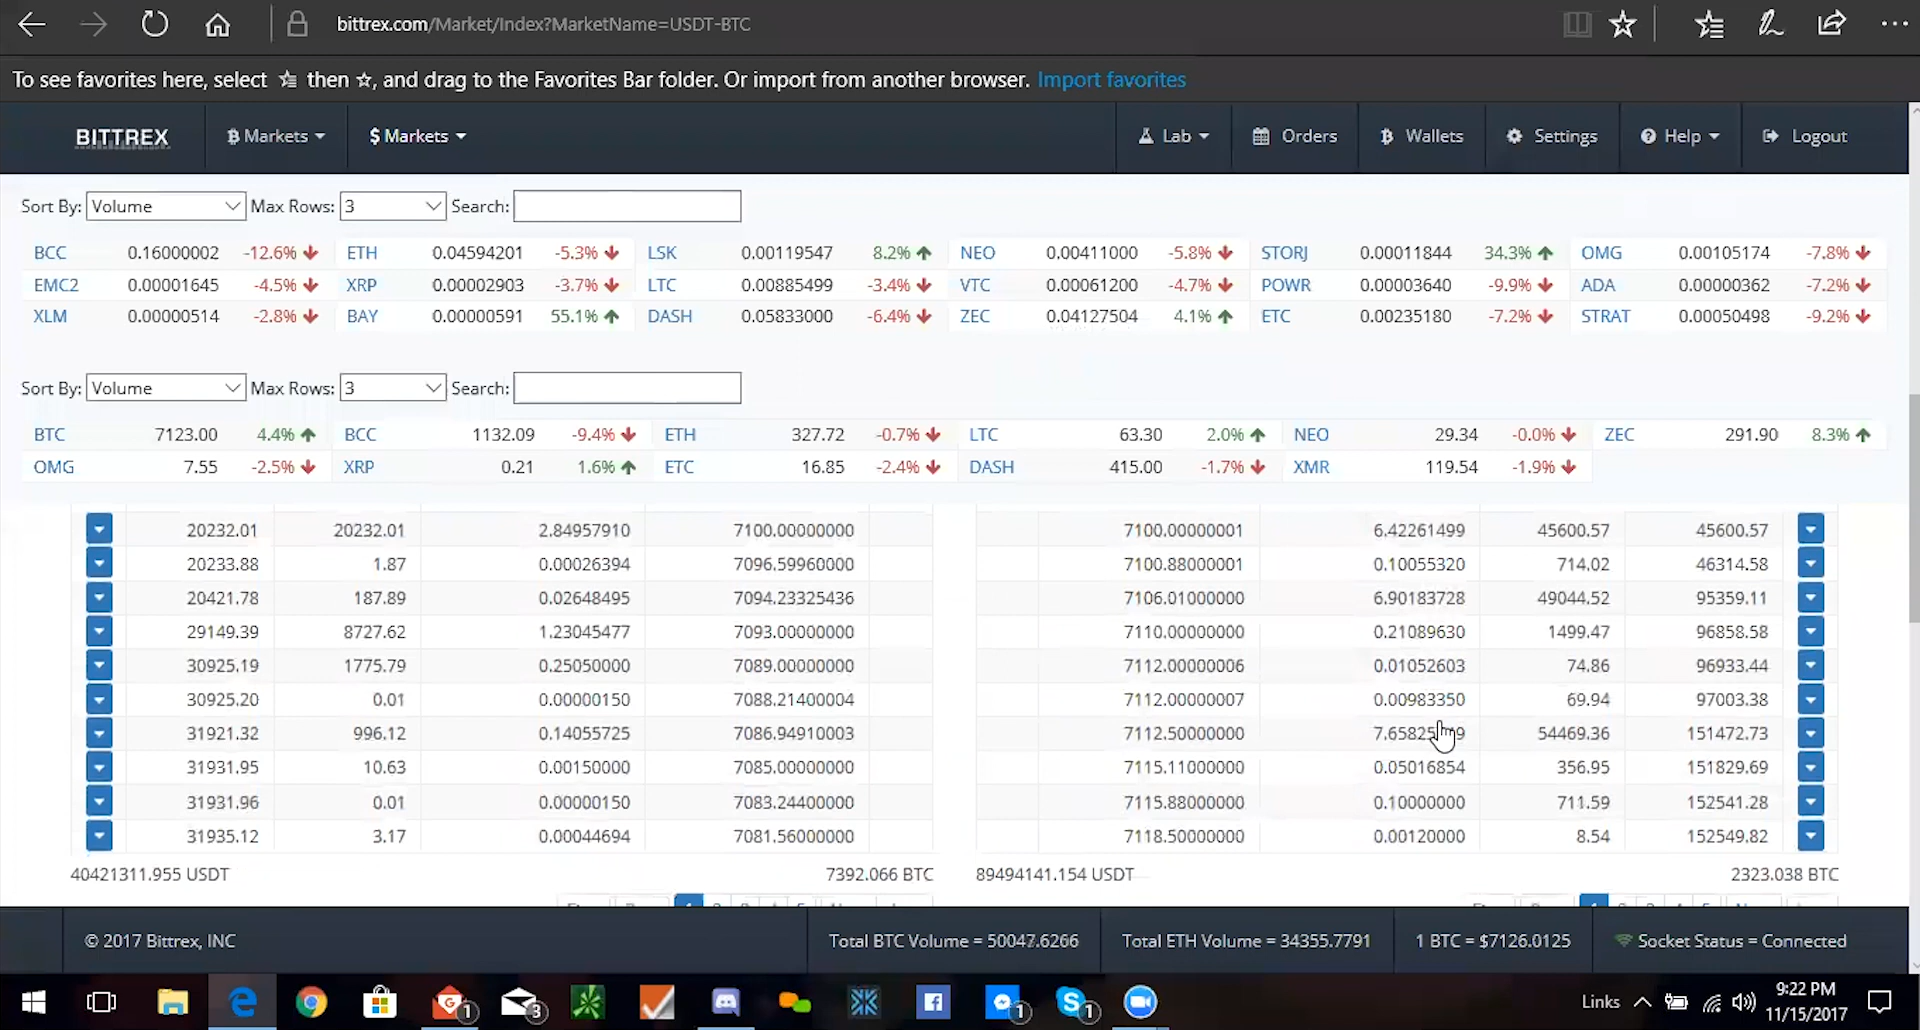 bittrex.com/Market/Index?MarketName=USDT-BTC
To see favorites here, select then , and drag to the Favorites Bar folder. Or import from another browser. Import favorites
BITTREX Markets $ Markets Lab Orders Wallets Settings Help Logout
Sort By: Volume Max Rows: 3 Search:
BCC 0.16000002 -12.6% ETH 0.04594201 -5.3% LSK 0.00119547 8.2% NEO 0.00411000 -5.8% STORJ 0.00011844 34.3% OMG 0.00105174 -7.8%
EMC2 0.00001645 -4.5% XRP 0.00002903 -3.7% LTC 0.00885499 -3.4% VTC 0.00061200 -4.7% POWR 0.00003640 -9.9% ADA 0.00000362 -7.2%
XLM 0.00000514 -2.8% BAY 0.00000591 55.1% DASH 0.05833000 -6.4% ZEC 0.04127504 4.1% ETC 0.00235180 -7.2% STRAT 0.00050498 -9.2%
Sort By: Volume Max Rows: 3 Search:
BTC 7123.00 4.4% BCC 1132.09 -9.4% ETH 327.72 -0.7% LTC 63.30 2.0% NEO 29.34 -0.0% ZEC 291.90 8.3%
OMG 7.55 -2.5% XRP 0.21 1.6% ETC 16.85 -2.4% DASH 415.00 -1.7% XMR 119.54 -1.9%
20232.01 20232.01 2.84957910 7100.00000000 7100.00000001 6.42261499 45600.57 45600.57
20233.88 1.87 0.00026394 7096.59960000 7100.88000001 0.10055320 714.02 46314.58
20421.78 187.89 0.02648495 7094.23325436 7106.01000000 6.90183728 49044.52 95359.11
29149.39 8727.62 1.23045477 7093.00000000 7110.00000000 0.21089630 1499.47 96858.58
30925.19 1775.79 0.25050000 7089.00000000 7112.00000006 0.01052603 74.86 96933.44
30925.20 0.01 0.00000150 7088.21400004 7112.00000007 0.00983350 69.94 97003.38
31921.32 996.12 0.14055725 7086.94910003 7112.50000000 54469.36 151472.73
31931.95 10.63 0.00150000 7085.00000000 7115.11000000 0.05016854 356.95 151829.69
31931.96 0.01 0.00000150 7083.24400000 7115.88000000 0.10000000 711.59 152541.28
31935.12 3.17 0.00044694 7081.56000000 7118.50000000 0.00120000 8.54 152549.82
40421311.955 USDT 7392.066 BTC 89494141.154 USDT 2323.038 BTC
© 2017 Bittrex, INC Total BTC Volume = 50047.6266 Total ETH Volume = 34355.7791 1 BTC = $7126.0125 Socket Status = Connected
1 3 1 1 Links 9:22 PM
11/15/2017